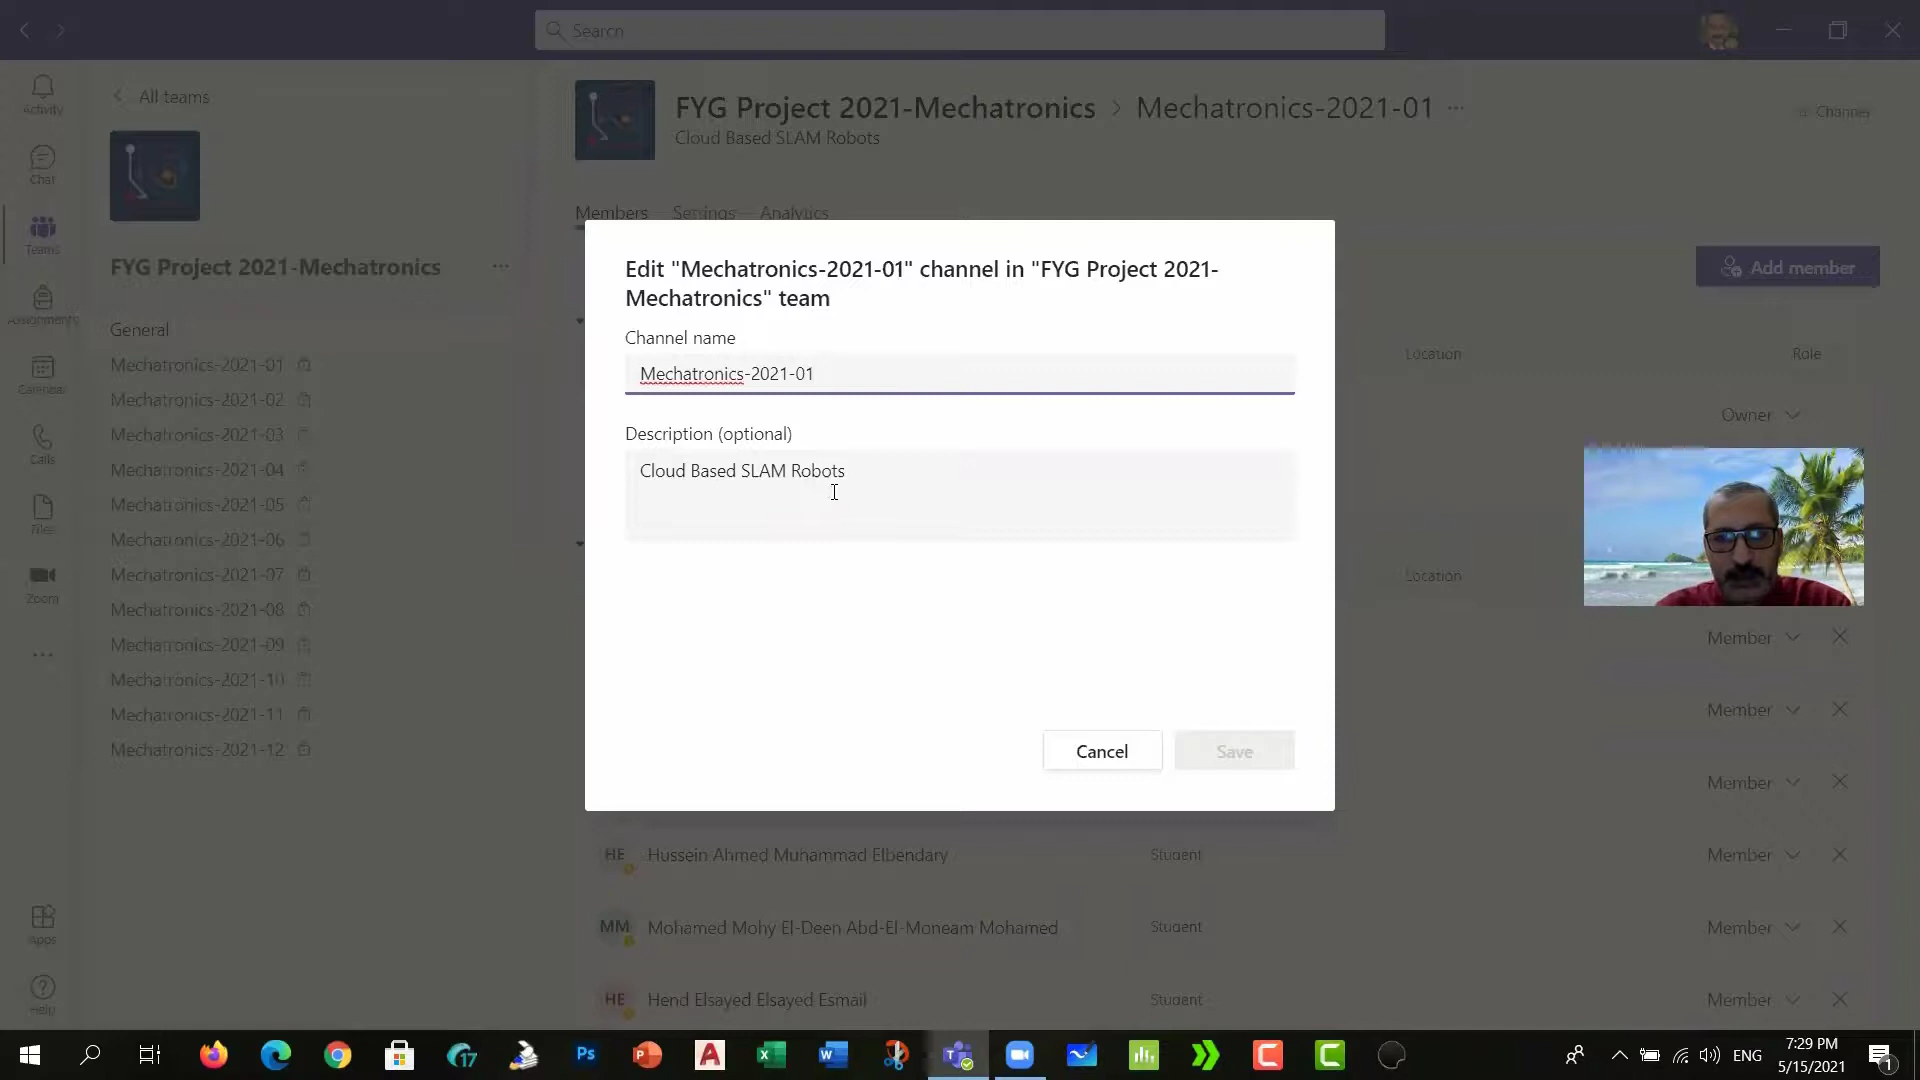 Search
Activity
Chat
Teams
Assignments
Calendar
Calls
Files
Zoom
Apps
Help
All teams
FYG Project 2021-Mechatronics
General
Mechatronics-2021-01
Mechatronics-2021-02
Mechatronics-2021-03
Mechatronics-2021-04
Mechatronics-2021-05
Mechatronics-2021-06
Mechatronics-2021-07
Mechatronics-2021-08
Mechatronics-2021-09
Mechatronics-2021-10
Mechatronics-2021-11
Mechatronics-2021-12
FYG Project 2021-Mechatronics > Mechatronics-2021-01 ...
Cloud Based SLAM Robots
Channel
Members Settings Analytics
Add member
Edit "Mechatronics-2021-01" channel in "FYG Project 2021-
Mechatronics" team
Channel name
Mechatronics-2021-01
Description (optional)
Cloud Based SLAM Robots
Cancel Save
Location Role
Owner
Location
Member
Member
Member
HE Hussein Ahmed Muhammad Elbendary Student Member
MM Mohamed Mohy El-Deen Abd-El-Moneam Mohamed Student Member
HE Hend Elsayed Elsayed Esmail Student Member
17
Ps
ENG
7:29 PM
5/15/2021
1